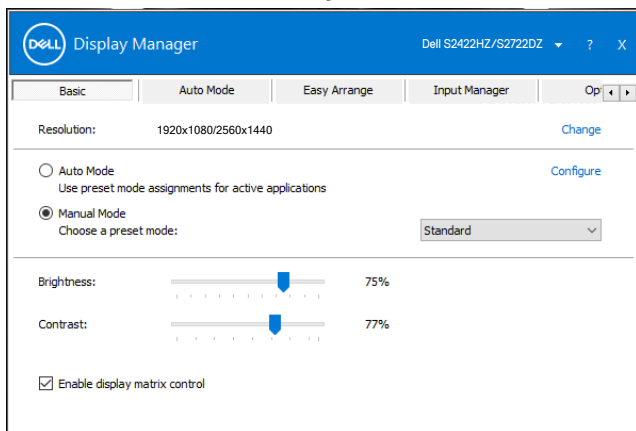 DELL Display Manager Dell S2422HZ/S2722DZ ? X
Basic Auto Mode Easy Arrange Input Manager Op
Resolution: 1920x1080/2560x1440 Change
Auto Mode Configure
Use preset mode assignments for active applications
Manual Mode
Choose a preset mode: Standard
Brightness: 75%
Contrast: 77%
Enable display matrix control